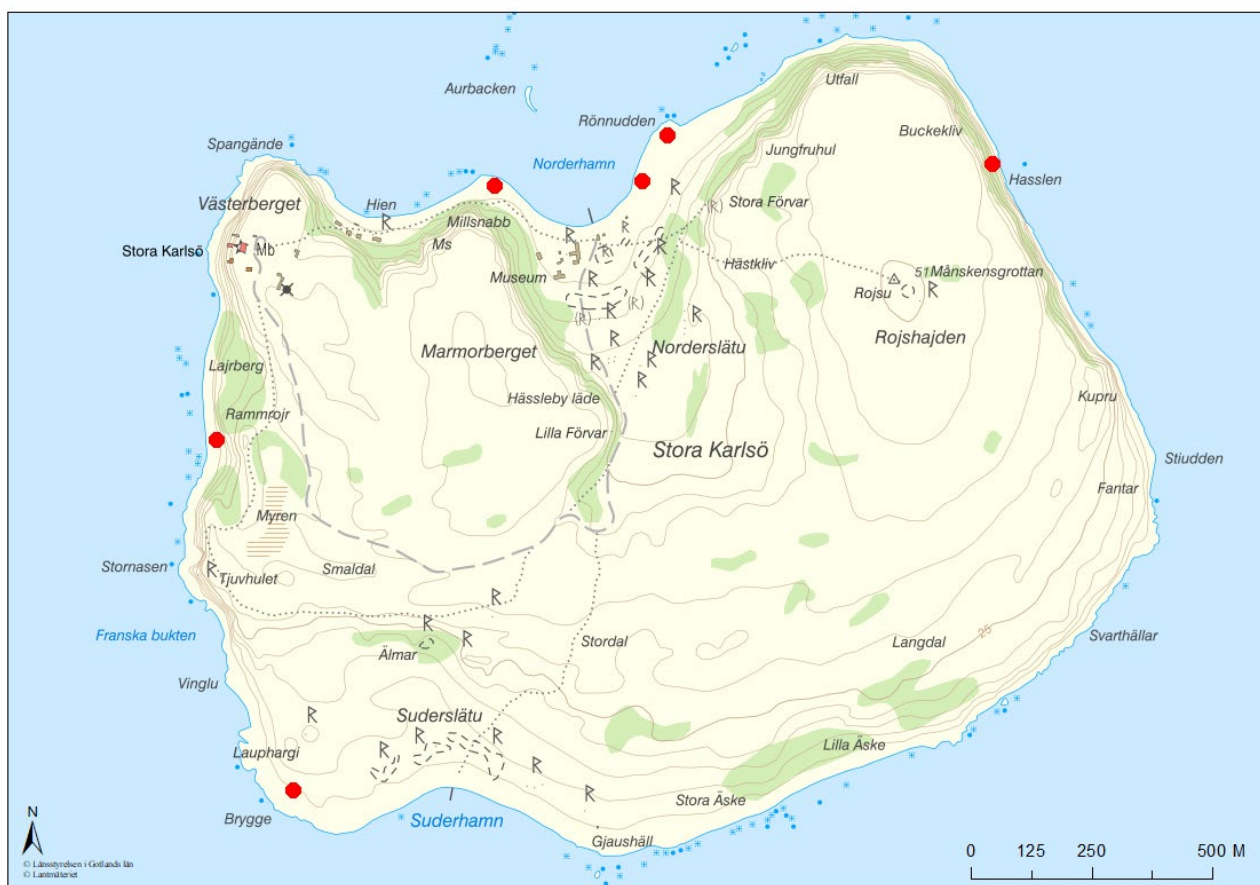 Utfall
Aurbacken
Rönnudden
Buckekliv
Spangände
Jungfruhul
Norderhamn
Hasslen
Västerberget
Hien
Stora Förvar
(R)
Millsnabb
Stora Karlsö
Mb
Ms
Museum
Hästkliv
51
Månskensgrottan
Rojsu
(R)
(R)
Rojshajden
Marmorberget
Norderslätu
Lajrberg
Hässleby läde
Kupru
Rammrojr
Lilla Förvar
Stora Karlsö
Stiudden
Fantar
Myren
Stornasen
Tjuvhulet
Smaldal
Franska bukten
25
Stordal
Langdal
Svarthällar
Älmar
Vinglu
Suderslätu
Lauphargi
Lilla Äske
Stora Äske
Brygge
Suderhamn
Gjaushäll
N
0 125 250 500 M
© Länsstyrelsen i Gotlands län
© Lantmäteriet